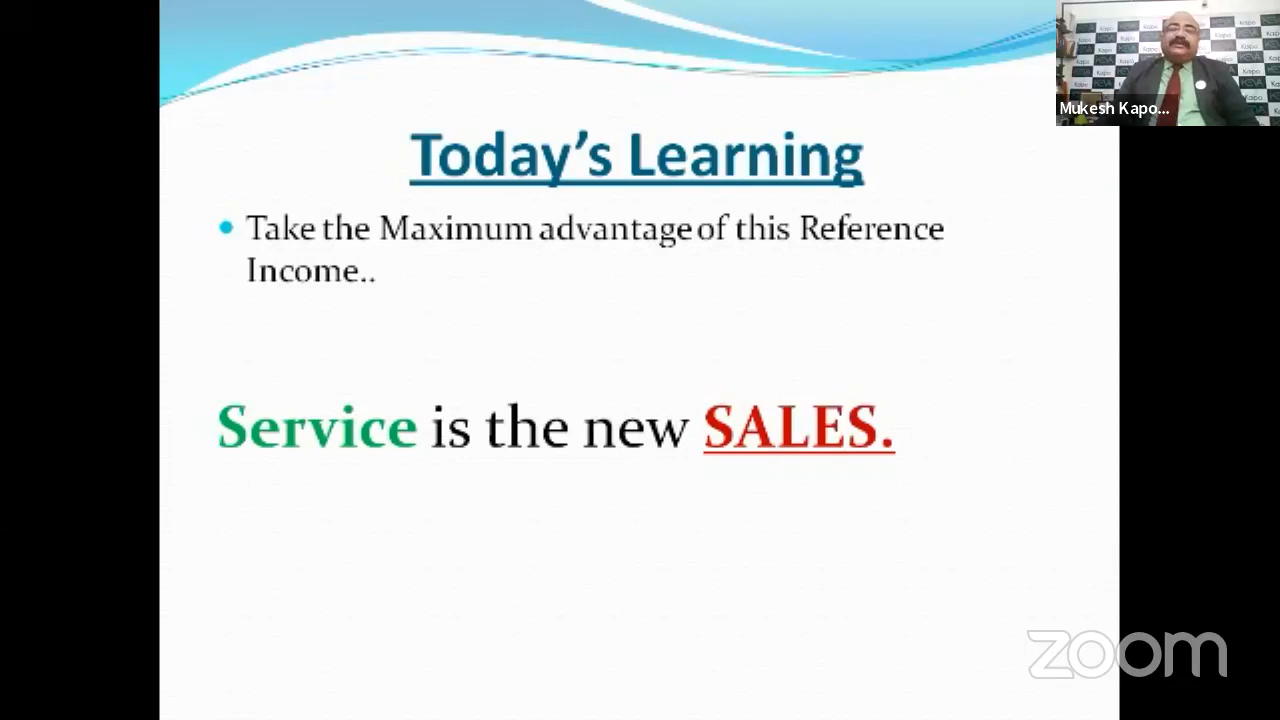 Today's Learning
Take the Maximum advantage of this Reference
Income..
Service is the new SALES.
Mukesh Kapo...
zoom